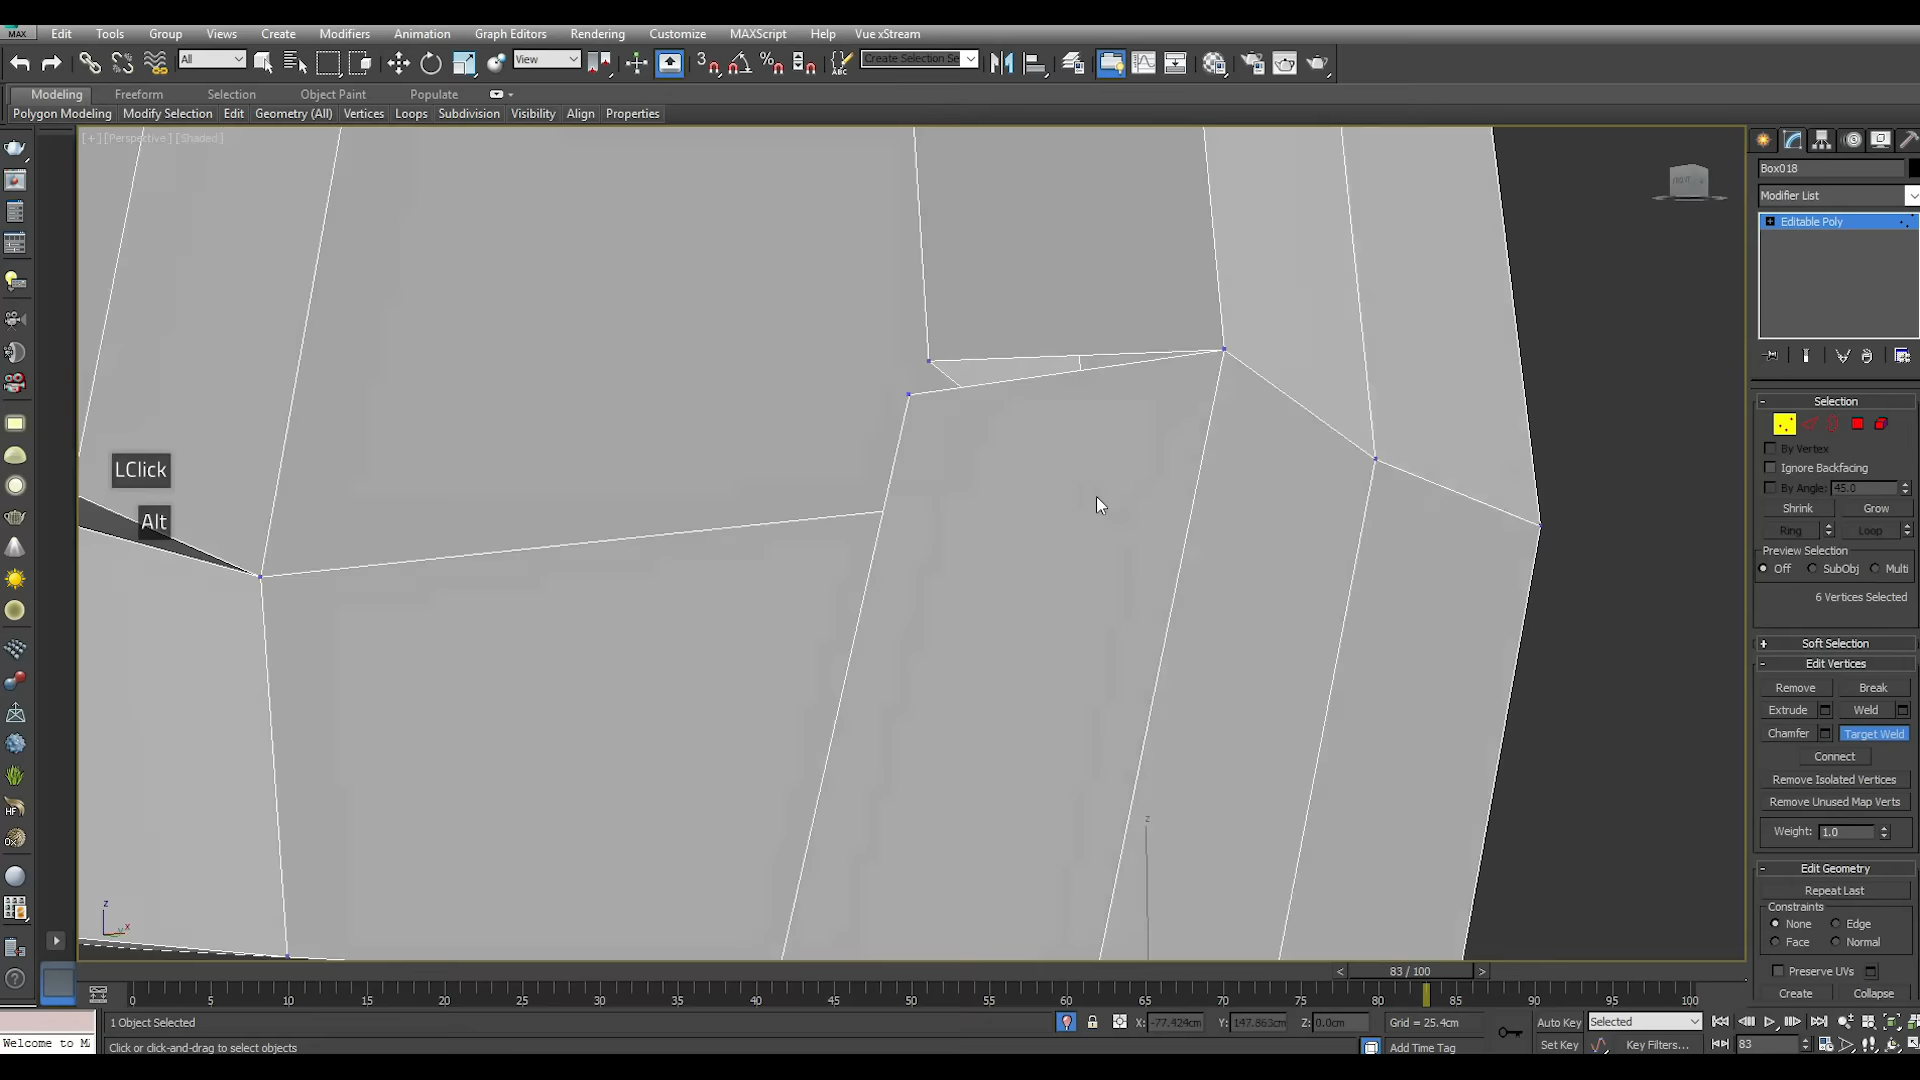 MAX Edit Tools Group Views Create Modifiers Animation Graph Editors Rendering Customize MAXScript Help Vue xStream
All View Create Selection Se
Modeling Freeform Selection Object Paint Populate
Polygon Modeling Modify Selection Edit Geometry (All) Vertices Loops Subdivision Visibility Align Properties
[+] [Perspective] [Shaded]
Box018
Modifier List
Editable Poly
LClick
Alt
- Selection
By Vertex
Ignore Backfacing
By Angle: 45.0
Shrink Grow
Ring Loop
Preview Selection
Off SubObj Multi
6 Vertices Selected
+ Soft Selection
- Edit Vertices
Remove Break
Extrude Weld
Chamfer Target Weld
Connect
Remove Isolated Vertices
Remove Unused Map Verts
Weight: 1.0
- Edit Geometry
Repeat Last
Constraints
None Edge
Face Normal
Preserve UVs
Create Collapse
z
z
x
< 83 / 100 >
0 5 10 15 20 25 30 35 40 45 50 55 60 65 70 75 80 85 90 95 100
1 Object Selected X: -77.424cm Y: 147.863cm Z: 0.0cm Grid = 25.4cm Auto Key Selected
Welcome to Click or click-and-drag to select objects Add Time Tag Set Key Key Filters... 83